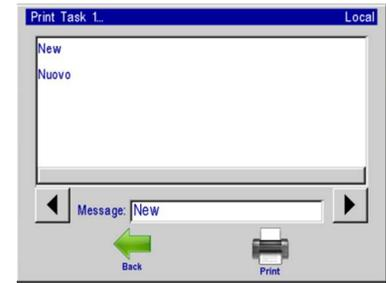 Print Task 1... Local
New
Nuovo
Message: New
Back Print